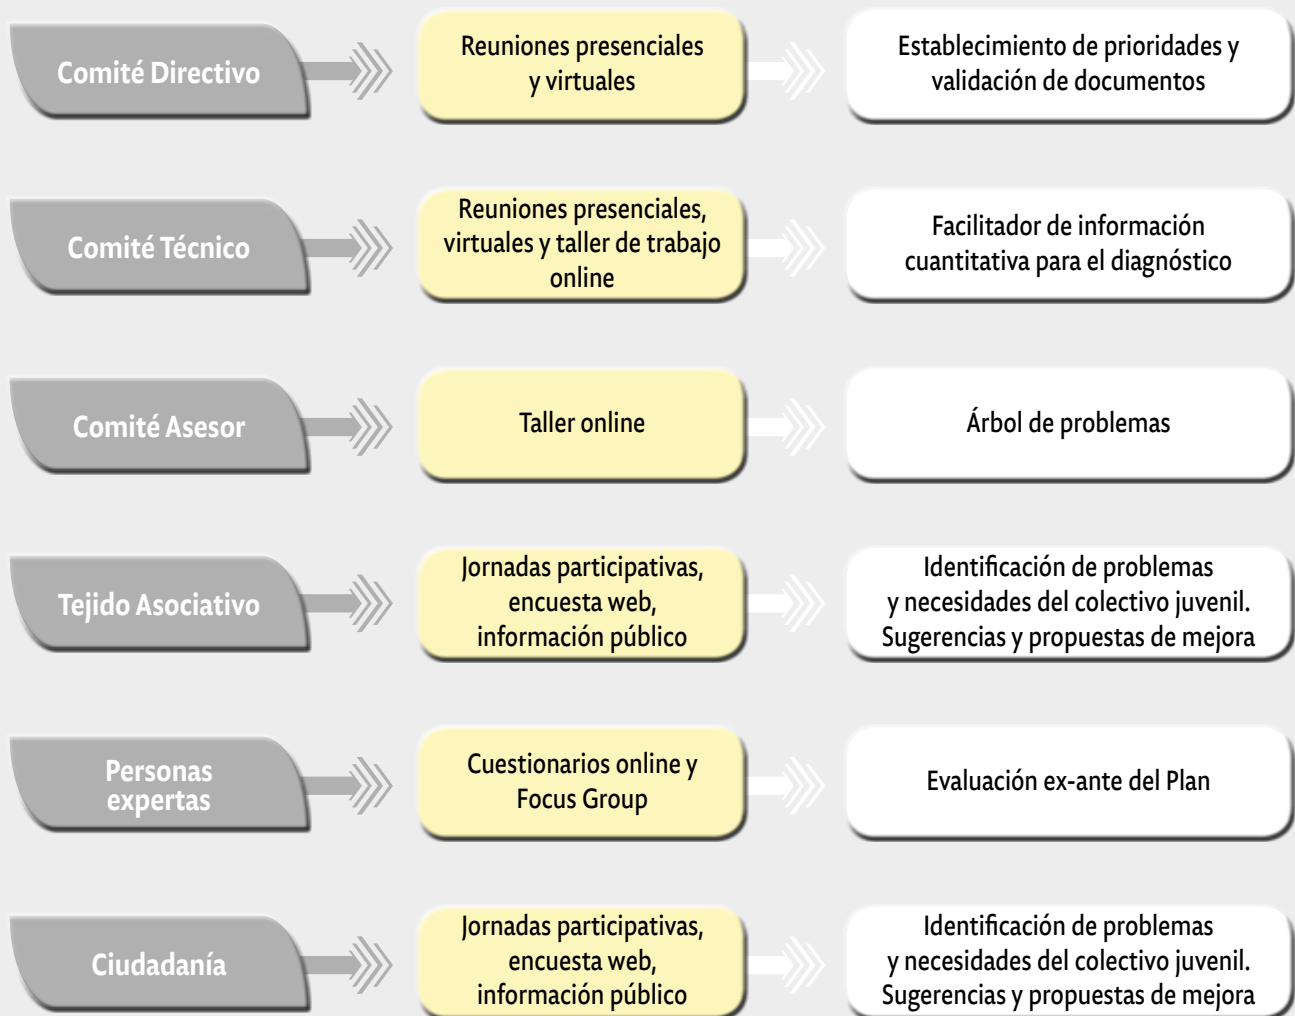 Comité Directivo
Reuniones presenciales
y virtuales
Establecimiento de prioridades y
validación de documentos
Comité Técnico
Reuniones presenciales,
virtuales y taller de trabajo
online
Facilitador de información
cuantitativa para el diagnóstico
Comité Asesor
Taller online
Árbol de problemas
Tejido Asociativo
Jornadas participativas,
encuesta web,
información público
Identificación de problemas
y necesidades del colectivo juvenil.
Sugerencias y propuestas de mejora
Personas
expertas
Cuestionarios online y
Focus Group
Evaluación ex-ante del Plan
Ciudadanía
Jornadas participativas,
encuesta web,
información público
Identificación de problemas
y necesidades del colectivo juvenil.
Sugerencias y propuestas de mejora